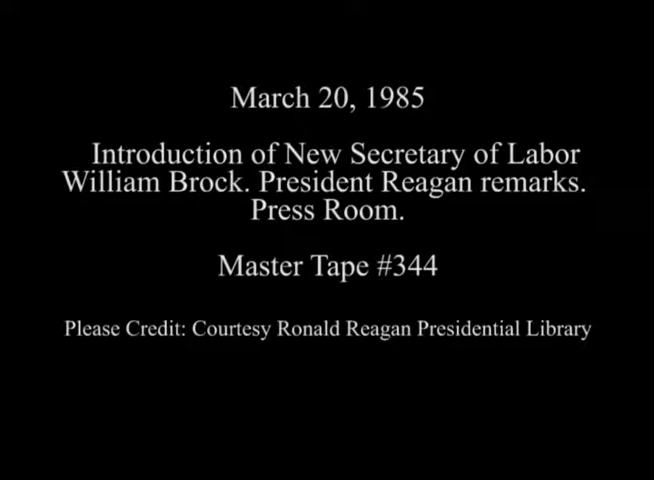 March 20, 1985
Introduction of New Secretary of Labor
William Brock. President Reagan remarks.
Press Room.
Master Tape #344
Please Credit: Courtesy Ronald Reagan Presidential Library